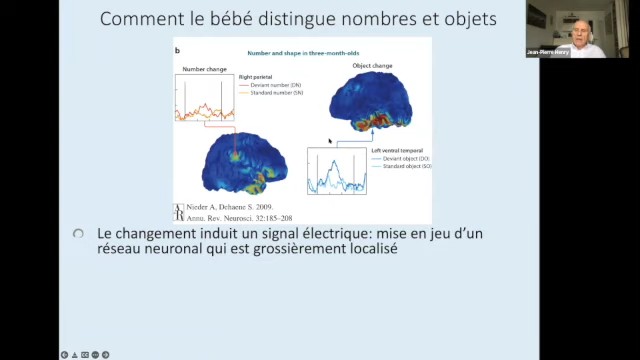 Comment le bébé distingue nombres et objets
b
Number and shape in three-month-olds
Number change
Object change
Right parietal
Deviant number (DN)
Standard number (SN)
Left ventral temporal
Deviant object (DO)
Standard object (SO)
AR Nieder A, Dehaene S. 2009.
Annu. Rev. Neurosci. 32:185–208
Le changement induit un signal électrique: mise en jeu d’un
réseau neuronal qui est grossièrement localisé
Jean-Pierre Henry